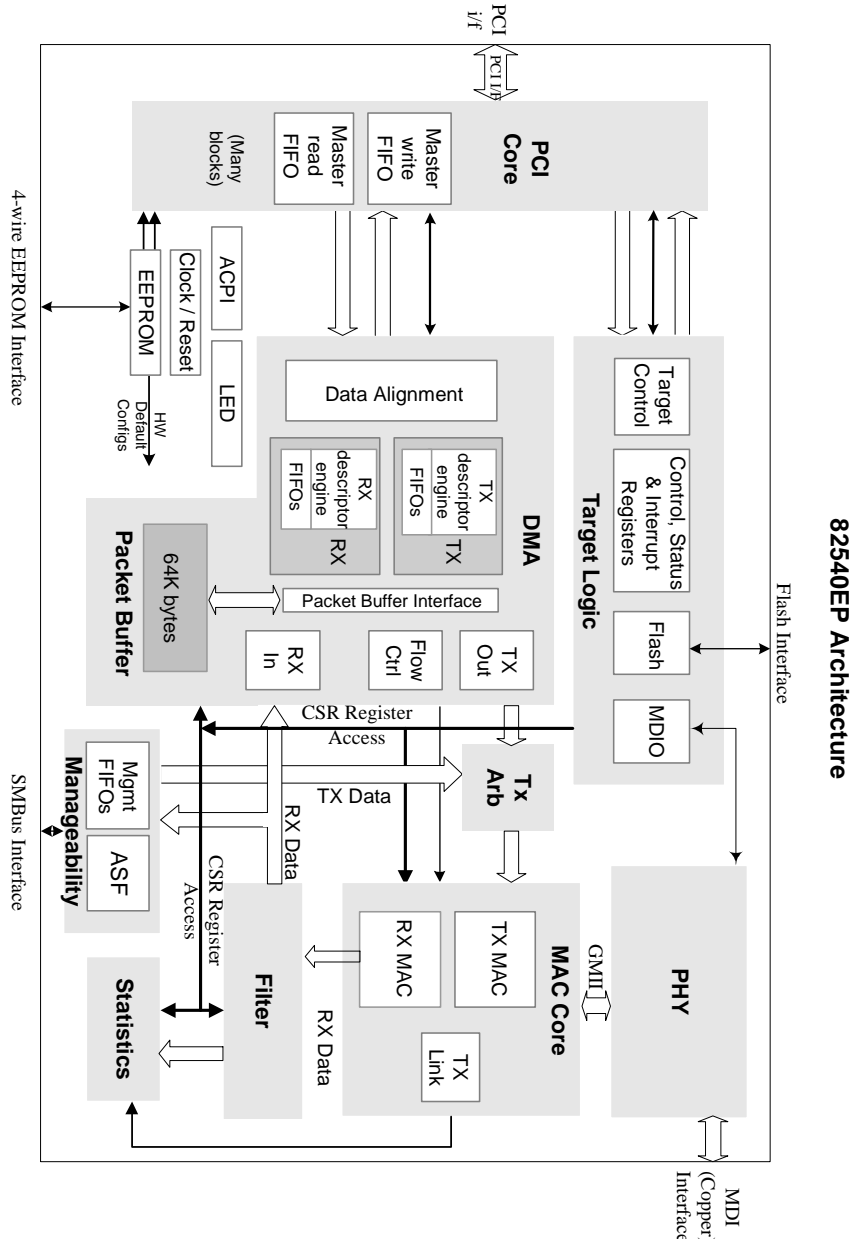 82540EP Architecture
PCI
i/f
PCI I/F
PCI
Core
Master
write
FIFO
Master
read
FIFO
(Many
blocks)
Target
Control
Control, Status
& Interrupt
Registers
Flash
MDIO
Target Logic
Flash Interface
Data Alignment
TX
descriptor
engine
FIFOs
TX
RX
descriptor
engine
FIFOs
RX
DMA
Packet Buffer Interface
TX
Out
Flow
Ctrl
RX
In
64K bytes
Packet Buffer
ACPI
LED
Clock / Reset
EEPROM
HW
Default
Configs
4-wire EEPROM Interface
CSR Register
Access
Tx
Arb
TX Data
RX Data
Mgmt
FIFOs
ASF
Manageability
SMBus Interface
CSR Register
Access
PHY
GMII
MAC Core
TX MAC
RX MAC
TX
Link
RX Data
Filter
Statistics
MDI
(Copper)
Interface